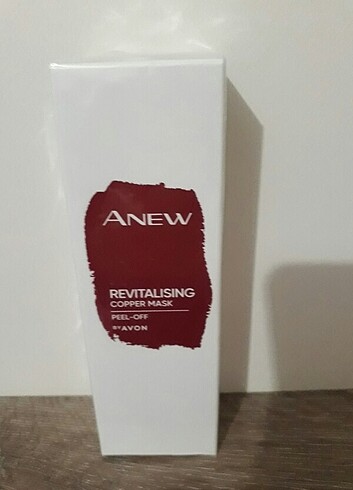 ANEW
REVITALISING
COPPER MASK
PEEL-OFF
BY AVON